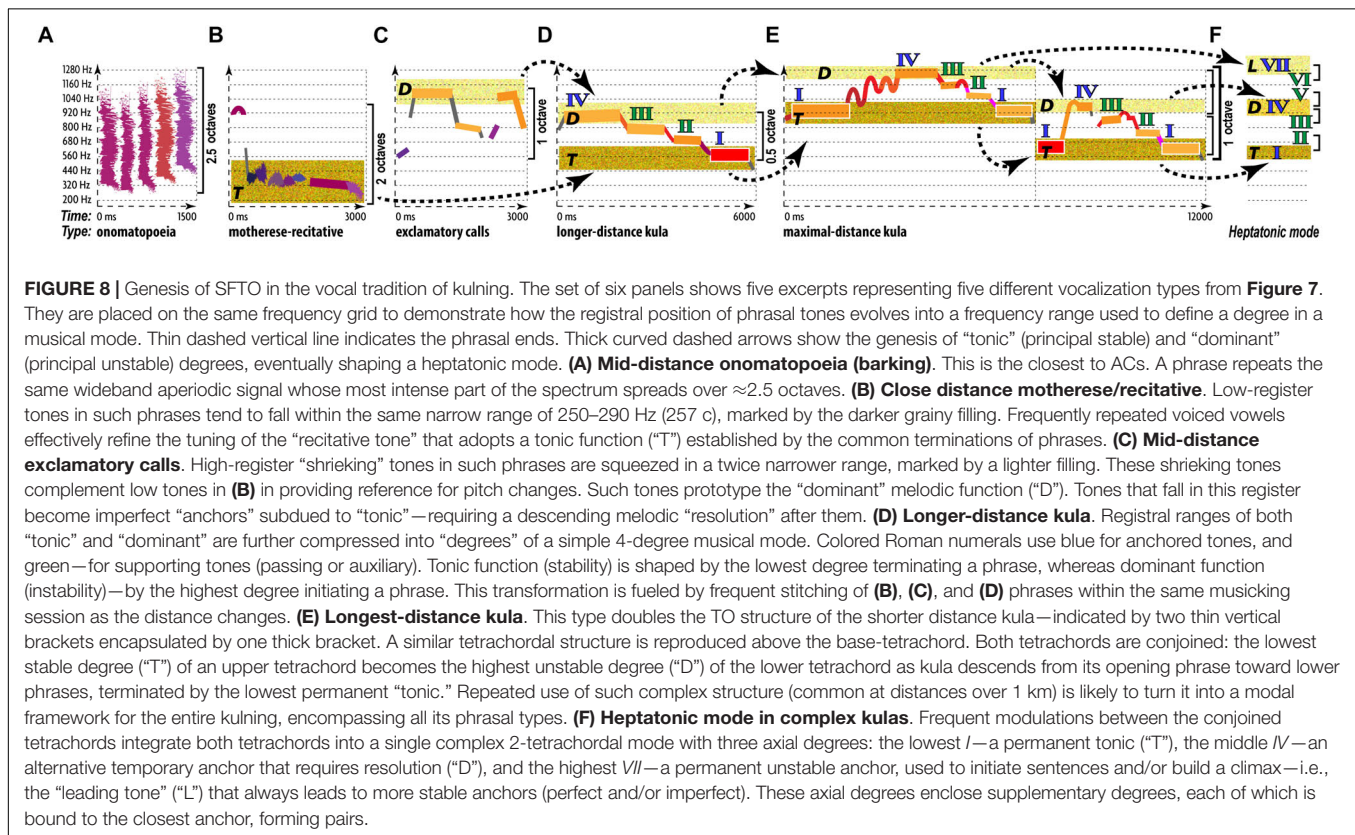 A B C D E F
1280 Hz
1160 Hz
1040 Hz
920 Hz
800 Hz
680 Hz
560 Hz
440 Hz
320 Hz
200 Hz
2.5 octaves
T
2 octaves
D
1 octave
IV
D
III
II
I
T
0.5 octave
D
I
T
IV
III
II
I
D
I
T
IV
III
II
I
1 octave
L VII
VI
V
D IV
III
II
T I
Time: 0 ms 1500 0 ms 3000 0 ms 3000 0 ms 6000 0 ms 12000
Type: onomatopoeia motherese-recitative exclamatory calls longer-distance kula maximal-distance kula Heptatonic mode
FIGURE 8 | Genesis of SFTO in the vocal tradition of kulning. The set of six panels shows five excerpts representing five different vocalization types from Figure 7.
They are placed on the same frequency grid to demonstrate how the registral position of phrasal tones evolves into a frequency range used to define a degree in a
musical mode. Thin dashed vertical line indicates the phrasal ends. Thick curved dashed arrows show the genesis of “tonic” (principal stable) and “dominant”
(principal unstable) degrees, eventually shaping a heptatonic mode. (A) Mid-distance onomatopoeia (barking). This is the closest to ACs. A phrase repeats the
same wideband aperiodic signal whose most intense part of the spectrum spreads over ≈2.5 octaves. (B) Close distance motherese/recitative. Low-register
tones in such phrases tend to fall within the same narrow range of 250–290 Hz (257 c), marked by the darker grainy filling. Frequently repeated voiced vowels
effectively refine the tuning of the “recitative tone” that adopts a tonic function (“T”) established by the common terminations of phrases. (C) Mid-distance
exclamatory calls. High-register “shrieking” tones in such phrases are squeezed in a twice narrower range, marked by a lighter filling. These shrieking tones
complement low tones in (B) in providing reference for pitch changes. Such tones prototype the “dominant” melodic function (“D”). Tones that fall in this register
become imperfect “anchors” subdued to “tonic”—requiring a descending melodic “resolution” after them. (D) Longer-distance kula. Registral ranges of both
“tonic” and “dominant” are further compressed into “degrees” of a simple 4-degree musical mode. Colored Roman numerals use blue for anchored tones, and
green—for supporting tones (passing or auxiliary). Tonic function (stability) is shaped by the lowest degree terminating a phrase, whereas dominant function
(instability)—by the highest degree initiating a phrase. This transformation is fueled by frequent stitching of (B), (C), and (D) phrases within the same musicking
session as the distance changes. (E) Longest-distance kula. This type doubles the TO structure of the shorter distance kula—indicated by two thin vertical
brackets encapsulated by one thick bracket. A similar tetrachordal structure is reproduced above the base-tetrachord. Both tetrachords are conjoined: the lowest
stable degree (“T”) of an upper tetrachord becomes the highest unstable degree (“D”) of the lower tetrachord as kula descends from its opening phrase toward lower
phrases, terminated by the lowest permanent “tonic.” Repeated use of such complex structure (common at distances over 1 km) is likely to turn it into a modal
framework for the entire kulning, encompassing all its phrasal types. (F) Heptatonic mode in complex kulas. Frequent modulations between the conjoined
tetrachords integrate both tetrachords into a single complex 2-tetrachordal mode with three axial degrees: the lowest I—a permanent tonic (“T”), the middle IV—an
alternative temporary anchor that requires resolution (“D”), and the highest VII—a permanent unstable anchor, used to initiate sentences and/or build a climax—i.e.,
the “leading tone” (“L”) that always leads to more stable anchors (perfect and/or imperfect). These axial degrees enclose supplementary degrees, each of which is
bound to the closest anchor, forming pairs.